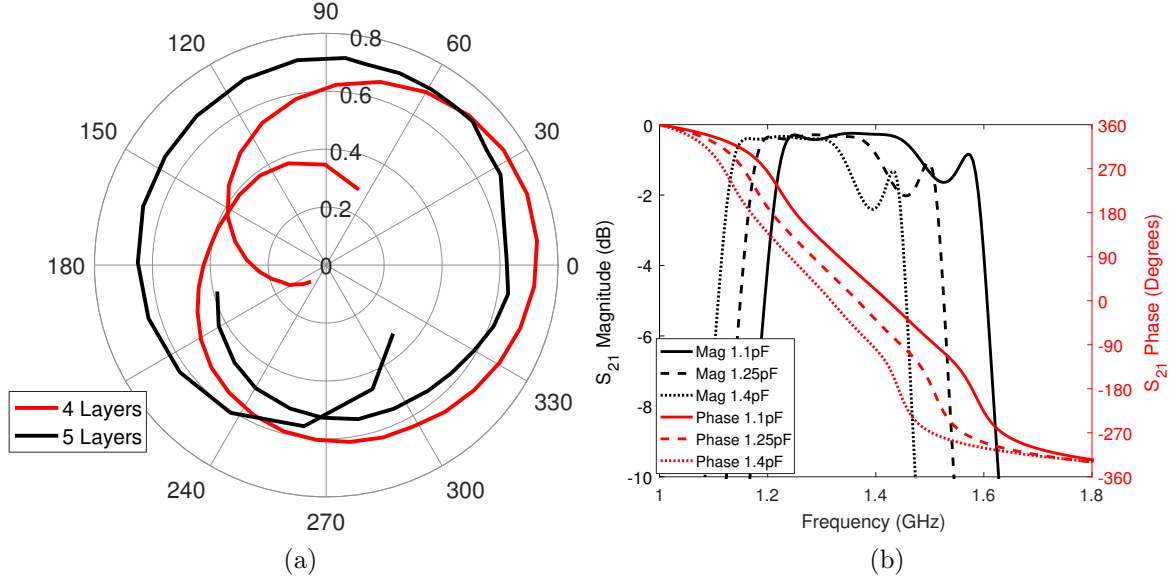 90
120
60
0.8
0.6
150
30
0.4
0.2
180
0
0
330
240
300
270
4 Layers
5 Layers
(a)
0
-2
-4
-6
-8
-10
S21 Magnitude (dB)
360
270
180
90
0
-90
-180
-270
-360
S21 Phase (Degrees)
Mag 1.1pF
Mag 1.25pF
Mag 1.4pF
Phase 1.1pF
Phase 1.25pF
Phase 1.4pF
1
1.2
1.4
1.6
1.8
Frequency (GHz)
(b)